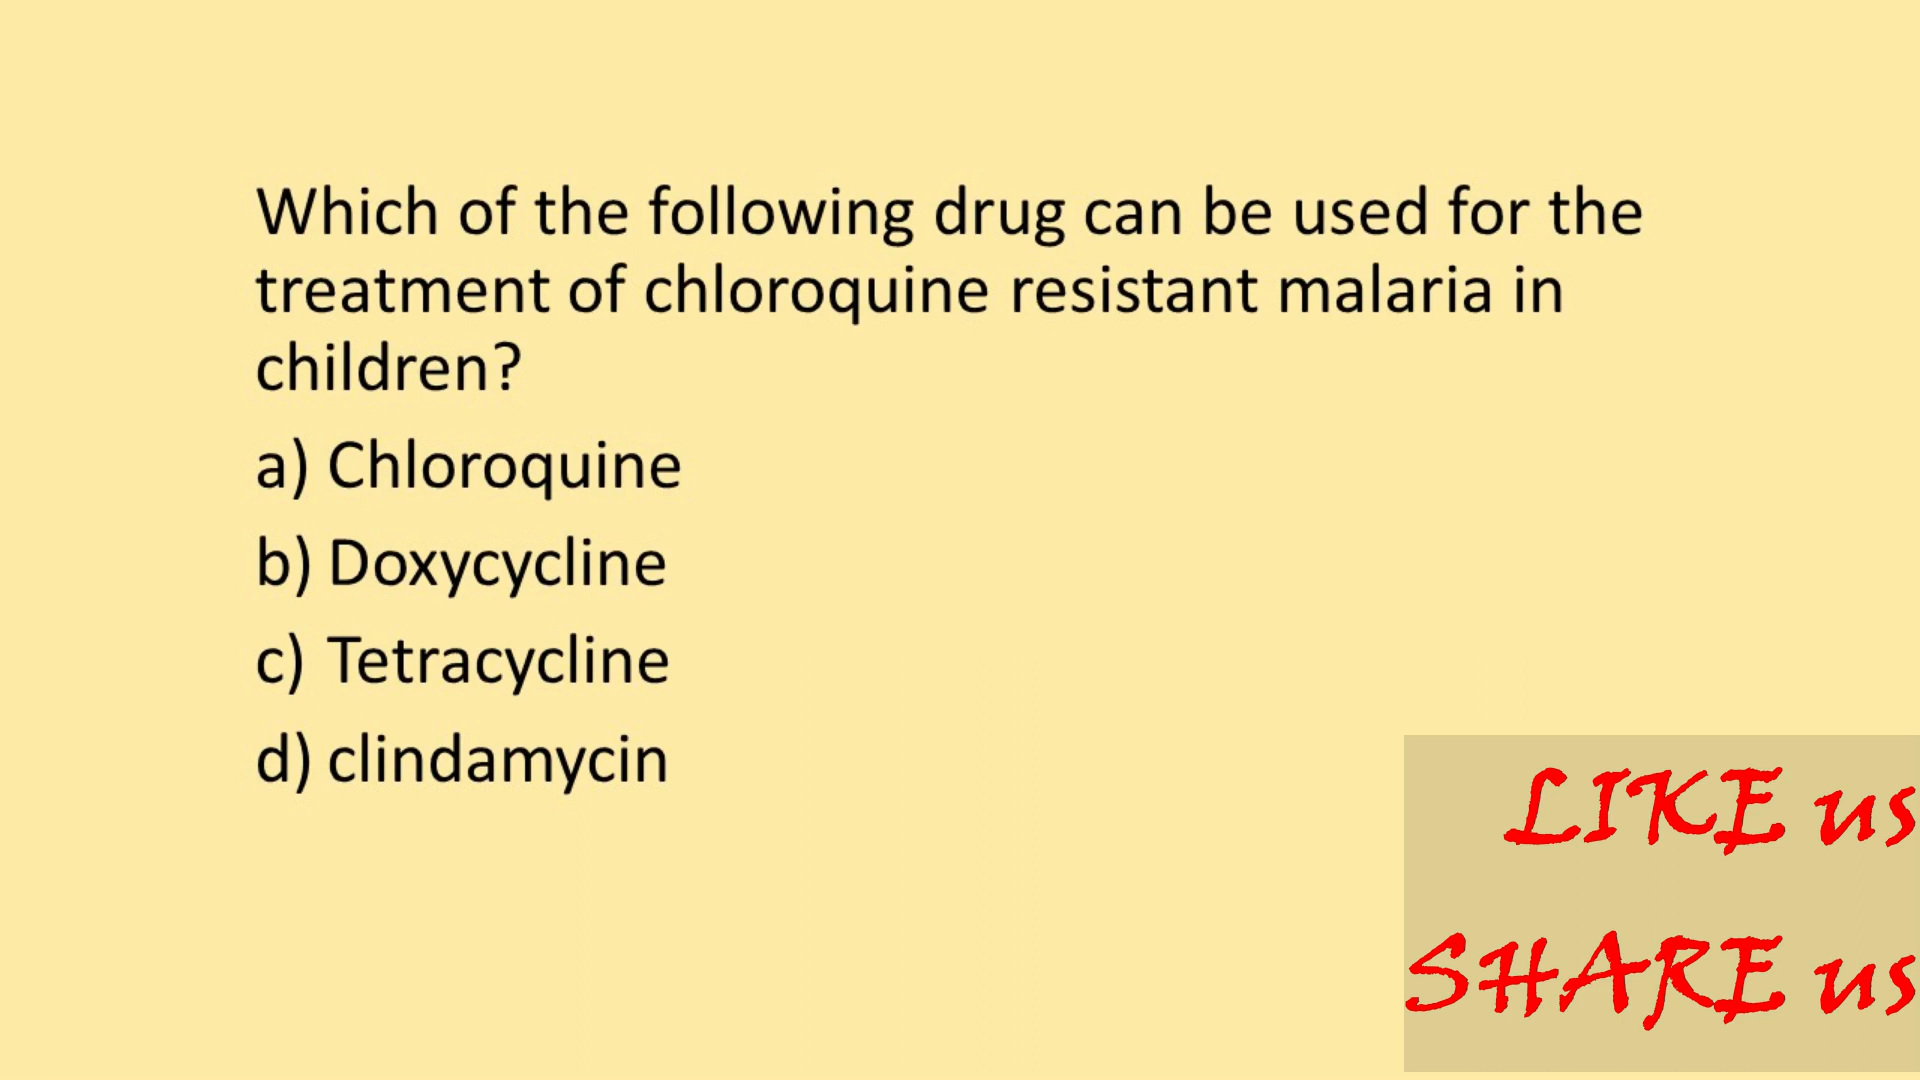 Which of the following drug can be used for the
treatment of chloroquine resistant malaria in
children?
a) Chloroquine
b) Doxycycline
c) Tetracycline
d) clindamycin
LIKE us
SHARE us